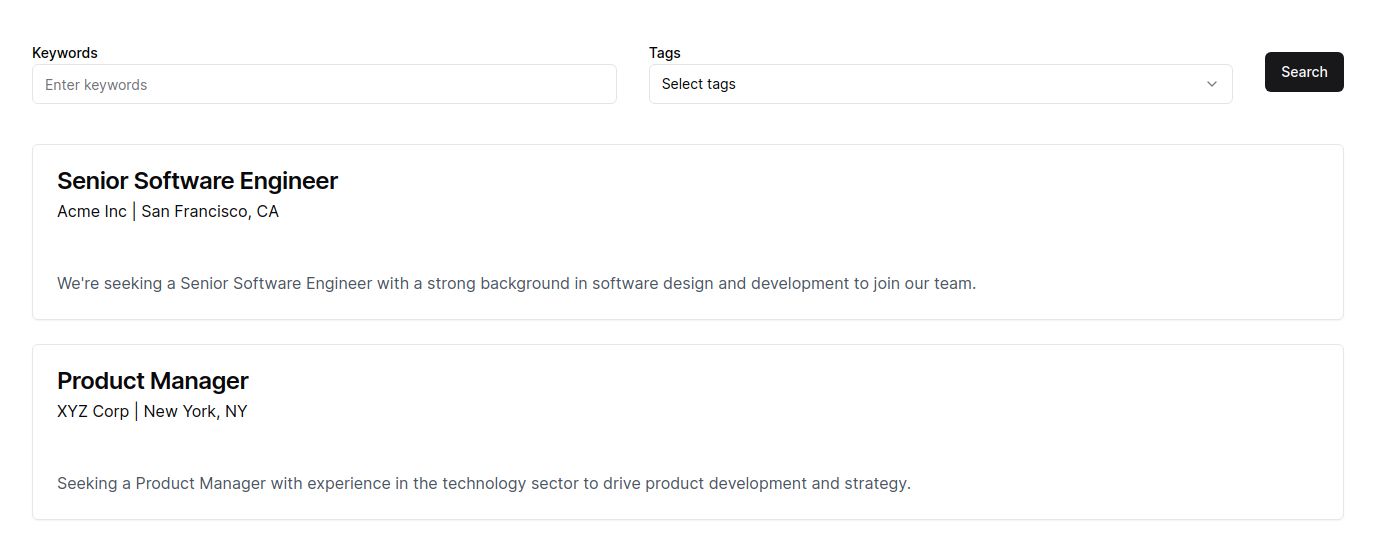 Keywords
Enter keywords
Tags
Select tags
Search
Senior Software Engineer
Acme Inc | San Francisco, CA
We're seeking a Senior Software Engineer with a strong background in software design and development to join our team.
Product Manager
XYZ Corp | New York, NY
Seeking a Product Manager with experience in the technology sector to drive product development and strategy.